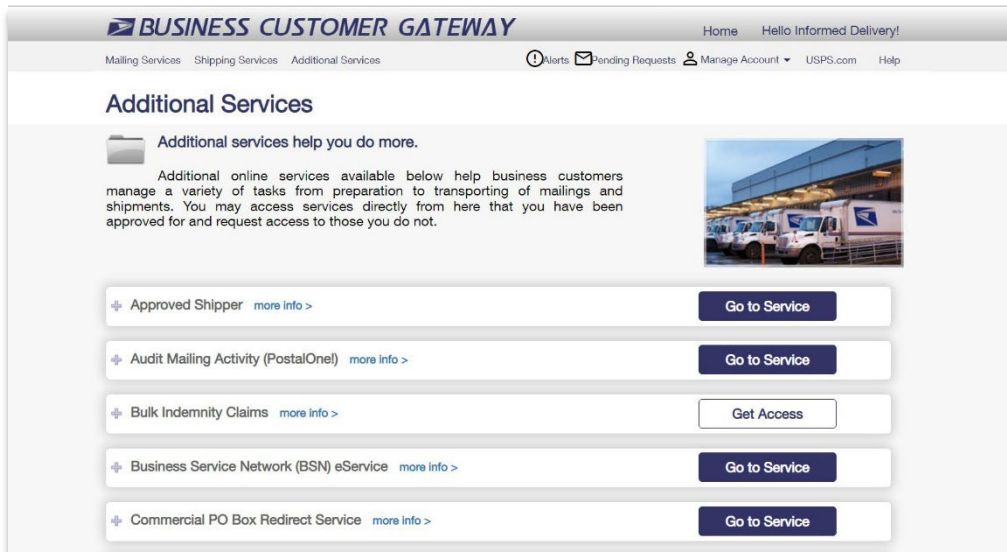 BUSINESS CUSTOMER GATEWAY
Home Hello Informed Delivery!
Mailing Services Shipping Services Additional Services Alerts Pending Requests Manage Account USPS.com Help
Additional Services
Additional services help you do more.
Additional online services available below help business customers
manage a variety of tasks from preparation to transporting of mailings and
shipments. You may access services directly from here that you have been
approved for and request access to those you do not.
Approved Shipper more info > Go to Service
Audit Mailing Activity (PostalOne!) more info > Go to Service
Bulk Indemnity Claims more info > Get Access
Business Service Network (BSN) eService more info > Go to Service
Commercial PO Box Redirect Service more info > Go to Service